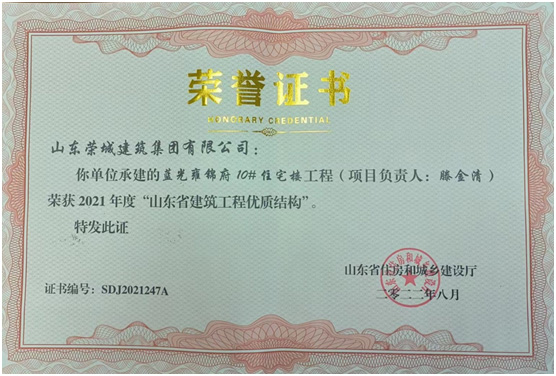 荣誉证书
HONORARY CREDENTIAL
山东荣城建筑集团有限公司：
你单位承建的蓝光雍锦府10#住宅楼工程（项目负责人：滕金清）
荣获2021年度“山东省建筑工程优质结构”。
特发此证
山东省住房和城乡建设厅
证书编号：SDJ2021247A
二〇二二年八月